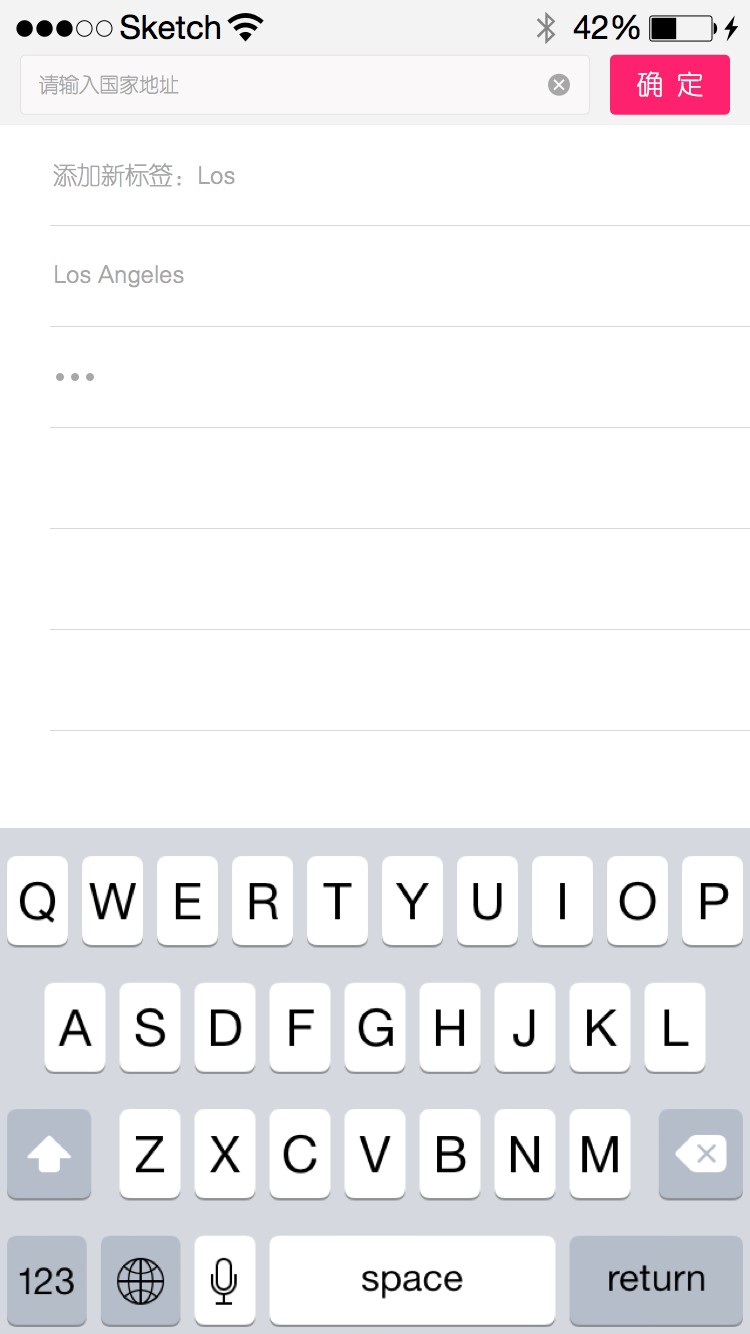 Sketch 42%
请输入国家地址 确 定
添加新标签：Los
Los Angeles
•••
Q W E R T Y U I O P
A S D F G H J K L
Z X C V B N M
123 space return